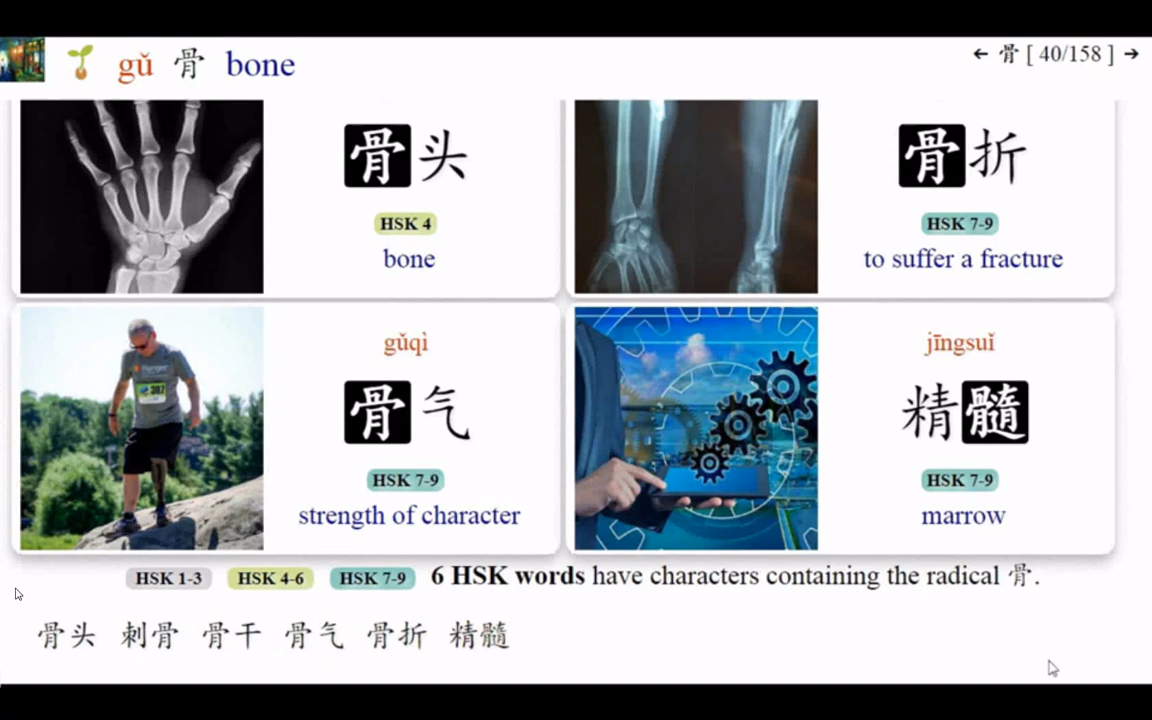 gǔ 骨 bone
← 骨 [ 40/158 ] →
骨头
HSK 4
bone
骨折
HSK 7-9
to suffer a fracture
gǔqì
骨气
HSK 7-9
strength of character
jīngsuǐ
精髓
HSK 7-9
marrow
HSK 1-3 HSK 4-6 HSK 7-9 6 HSK words have characters containing the radical 骨.
骨头 刺骨 骨干 骨气 骨折 精髓